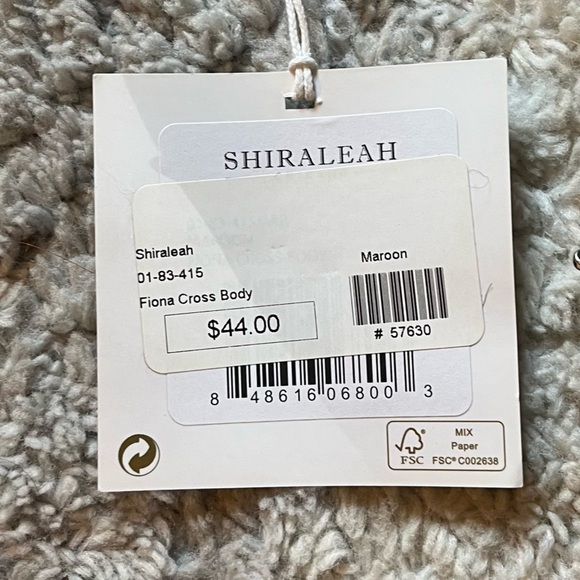 SHIRALEAH
Shiraleah
01-83-415
Fiona Cross Body
$44.00
Maroon
# 57630
8 48616 06800 3
FSC
MIX
Paper
FSC® C002638